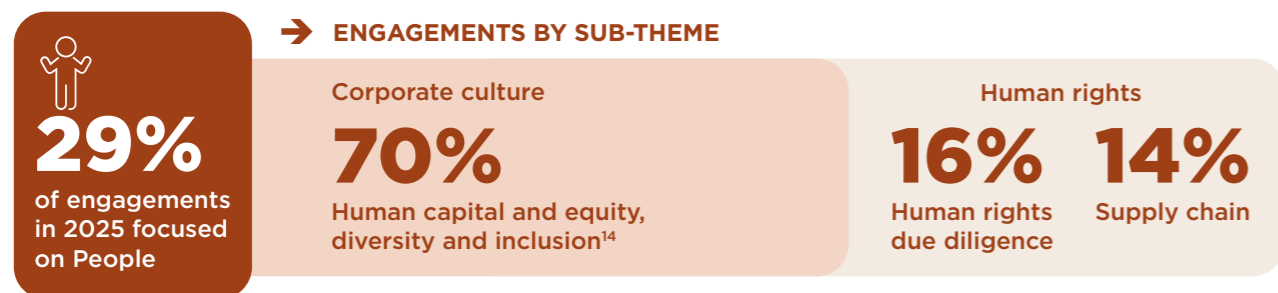 29%
of engagements
in 2025 focused
on People
→ ENGAGEMENTS BY SUB-THEME
Corporate culture
70%
Human capital and equity,
diversity and inclusion14
Human rights
16%
Human rights
due diligence
14%
Supply chain